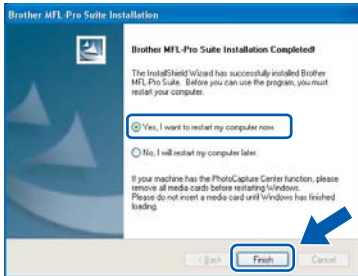 Brother MFL-Pro Suite Installation
Brother MFL-Pro Suite Installation Completed!
The InstallShield Wizard has successfully installed Brother
MFL-Pro Suite. Before you can use the program, you must
restart your computer.
Yes, I want to restart my computer now.
No, I will restart my computer later.
If your machine has the PhotoCapture Center function, please
remove all media cards before restarting Windows.
Please do not insert a media card until Windows has finished
loading.
< Back Finish Cancel